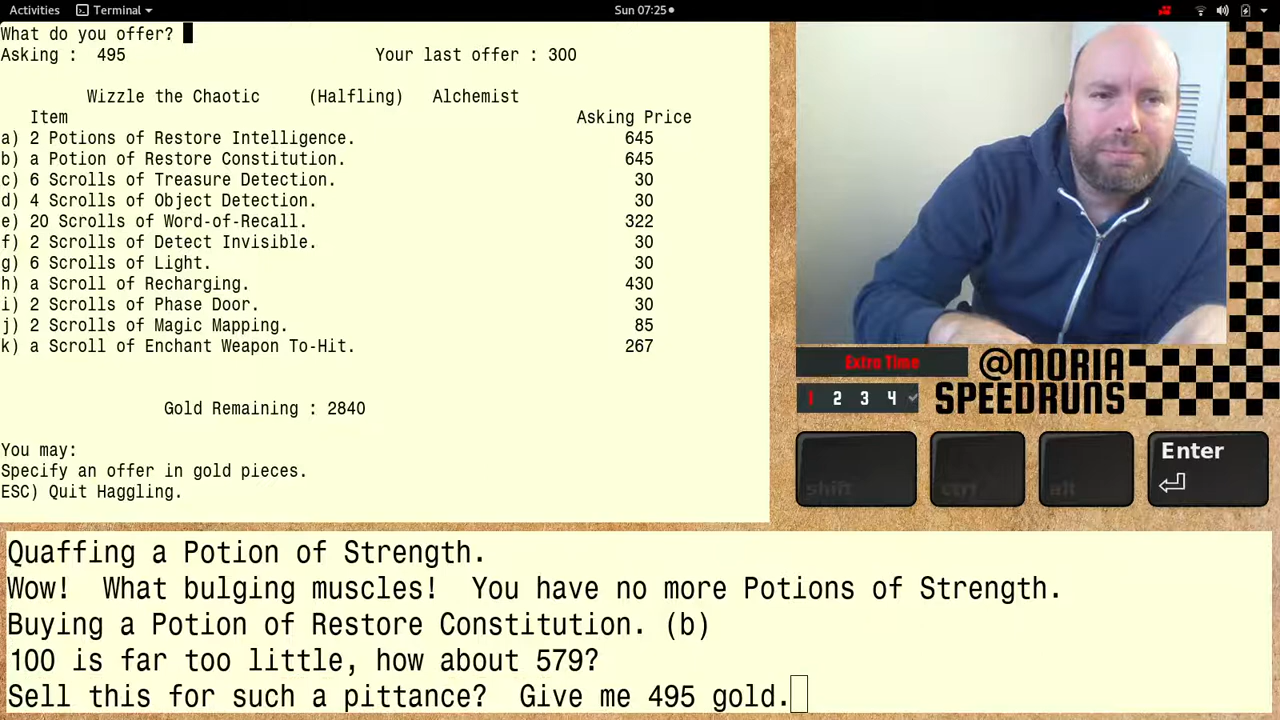 Activities Terminal Sun 07:25
What do you offer?
Asking : 495 Your last offer : 300
Wizzle the Chaotic (Halfling) Alchemist
Item Asking Price
a) 2 Potions of Restore Intelligence. 645
b) a Potion of Restore Constitution. 645
c) 6 Scrolls of Treasure Detection. 30
d) 4 Scrolls of Object Detection. 30
e) 20 Scrolls of Word-of-Recall. 322
f) 2 Scrolls of Detect Invisible. 30
g) 6 Scrolls of Light. 30
h) a Scroll of Recharging. 430
i) 2 Scrolls of Phase Door. 30
j) 2 Scrolls of Magic Mapping. 85
k) a Scroll of Enchant Weapon To-Hit. 267
Gold Remaining : 2840
You may:
Specify an offer in gold pieces.
ESC) Quit Haggling.
Extra Time
1 2 3 4
@MORIA
SPEEDRUNS
shift ctrl alt Enter
Quaffing a Potion of Strength.
Wow! What bulging muscles! You have no more Potions of Strength.
Buying a Potion of Restore Constitution. (b)
100 is far too little, how about 579?
Sell this for such a pittance? Give me 495 gold.